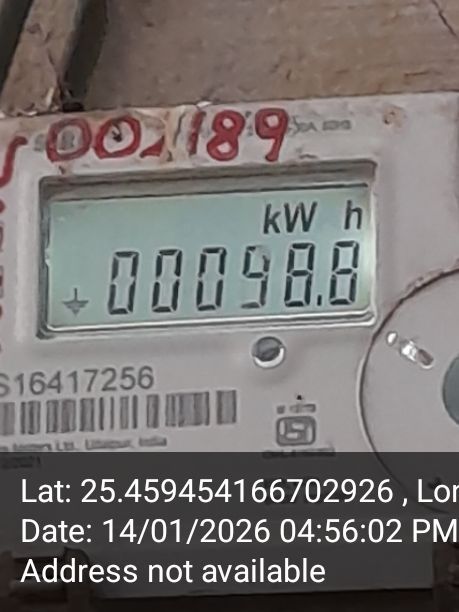 002189
kW h
00098.8
S16417256
Lat: 25.459454166702926 , Lon
Date: 14/01/2026 04:56:02 PM
Address not available